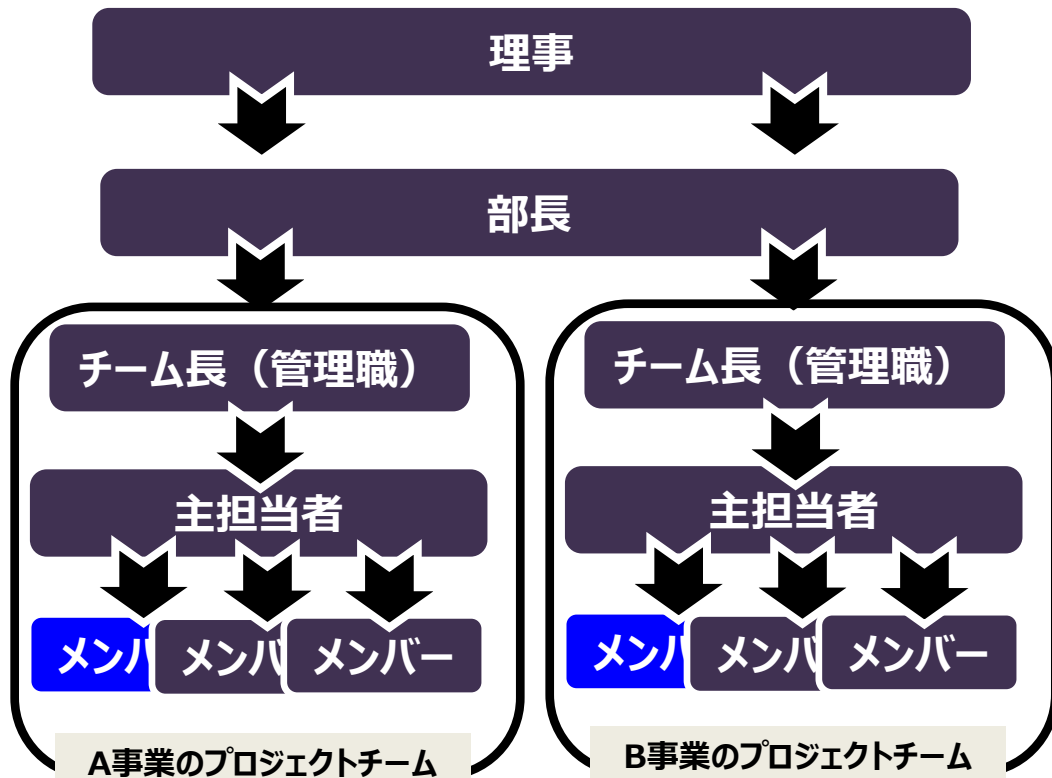 理事
部長
チーム長（管理職）
チーム長（管理職）
主担当者
主担当者
メンバ
メンバ
メンバー
メンバ
メンバ
メンバー
A事業のプロジェクトチーム
B事業のプロジェクトチーム